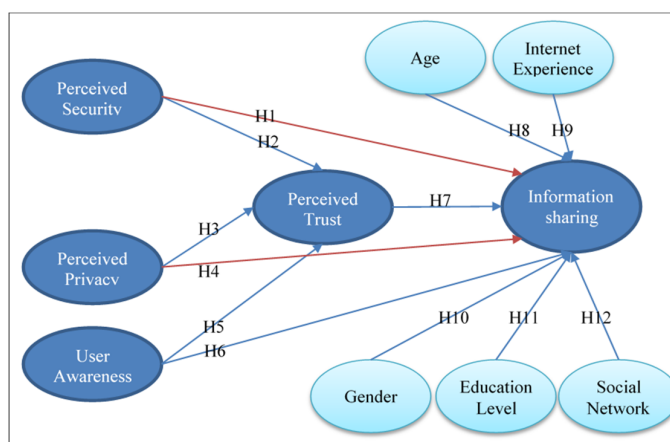 Perceived
Security
Perceived
Privacy
User
Awareness
Perceived
Trust
Age
Internet
Experience
Information
sharing
Gender
Education
Level
Social
Network
H1
H2
H3
H4
H5
H6
H7
H8
H9
H10
H11
H12